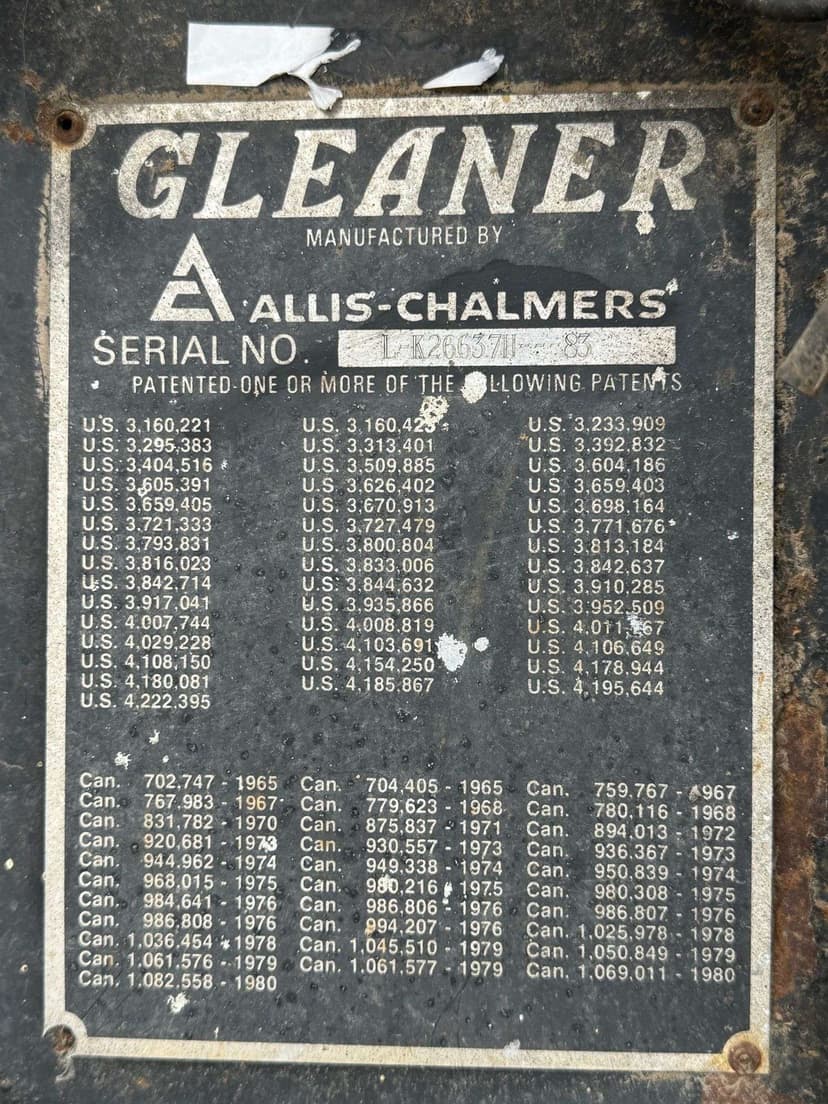 GLEANER
MANUFACTURED BY
ALLIS-CHALMERS
SERIAL NO. 83
PATENTED ONE OR MORE OF THE FOLLOWING PATENTS
U.S. 3,160,221 U.S. 3,233,909
U.S. 3,295,383 U.S. 3,313,401 U.S. 3,392,832
U.S. 3,404,516 U.S. 3,509,885 U.S. 3,604,186
U.S. 3,605,391 U.S. 3,626,402 U.S. 3,659,403
U.S. 3,659,405 U.S. 3,670,913 U.S. 3,698,164
U.S. 3,721,333 U.S. 3,727,479 U.S. 3,771,676
U.S. 3,793,831 U.S. 3,800,804 U.S. 3,813,184
U.S. 3,816,023 U.S. 3,833,006 U.S. 3,842,637
U.S. 3,842,714 U.S. 3,844,632 U.S. 3,910,285
U.S. 3,917,041 U.S. 3,935,866 U.S. 3,952,509
U.S. 4,007,744 U.S. 4,008,819 U.S.
U.S. 4,029,228 U.S. 4,103,691 U.S. 4,106,649
U.S. 4,108,150 U.S. 4,154,250 U.S. 4,178,944
U.S. 4,180,081 U.S. 4,185,867 U.S. 4,195,644
U.S. 4,222,395
Can. 702,747 - 1965 Can. 704,405 - 1965 Can. 759,767 - 1967
Can. 767,983 - 1967 Can. 779,623 - 1968 Can. 780,116 - 1968
Can. 831,782 - 1970 Can. 875,837 - 1971 Can. 894,013 - 1972
Can. 920,681 - 1973 Can. 930,557 - 1973 Can. 936,367 - 1973
Can. 944,962 - 1974 Can. 949,338 - 1974 Can. 950,839 - 1974
Can. 968,015 - 1975 Can. 980,216 - 1975 Can. 980,308 - 1975
Can. 984,641 - 1976 Can. 986,806 - 1976 Can. 986,807 - 1976
Can. 986,808 - 1976 Can. 994,207 - 1976 Can. 1,025,978 - 1978
Can. 1,036,454 - 1978 Can. 1,045,510 - 1979 Can. 1,050,849 - 1979
Can. 1,061,576 - 1979 Can. 1,061,577 - 1979 Can. 1,069,011 - 1980
Can. 1,082,558 - 1980